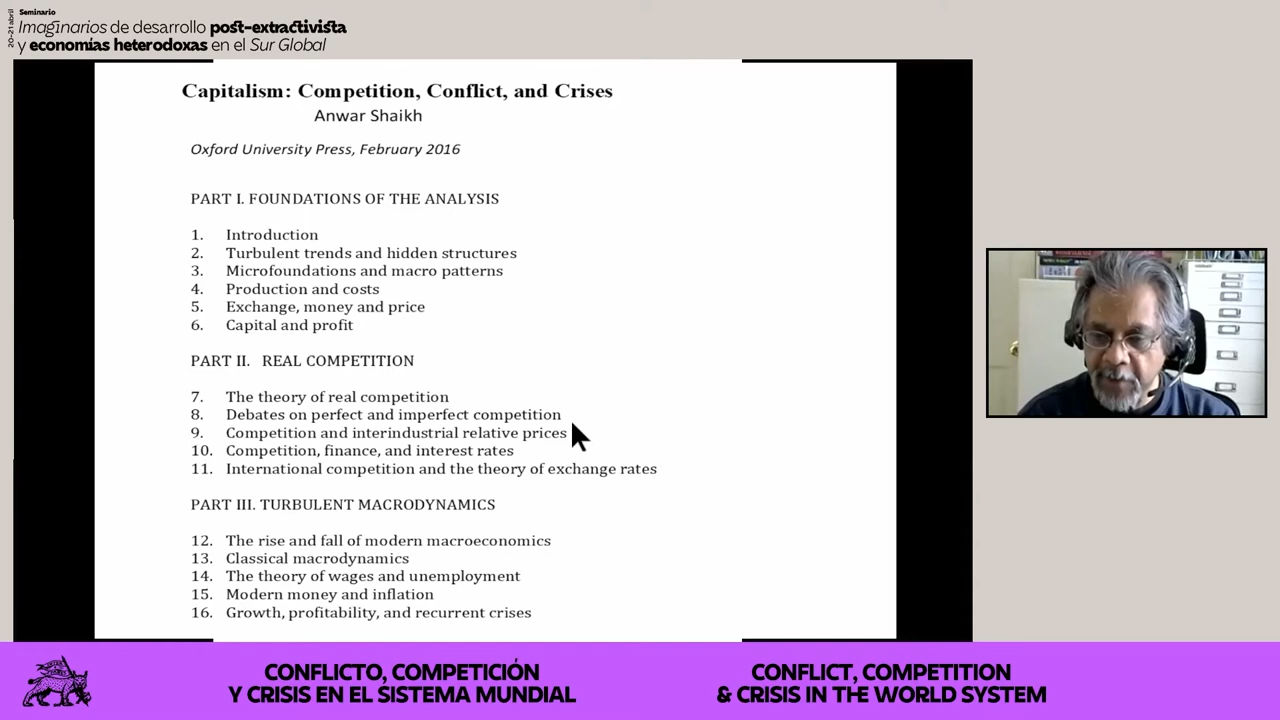 20-21 abril
Seminario
Imaginarios de desarrollo post-extractivista
y economías heterodoxas en el Sur Global
Capitalism: Competition, Conflict, and Crises
Anwar Shaikh
Oxford University Press, February 2016
PART I. FOUNDATIONS OF THE ANALYSIS
1. Introduction
2. Turbulent trends and hidden structures
3. Microfoundations and macro patterns
4. Production and costs
5. Exchange, money and price
6. Capital and profit
PART II. REAL COMPETITION
7. The theory of real competition
8. Debates on perfect and imperfect competition
9. Competition and interindustrial relative prices
10. Competition, finance, and interest rates
11. International competition and the theory of exchange rates
PART III. TURBULENT MACRODYNAMICS
12. The rise and fall of modern macroeconomics
13. Classical macrodynamics
14. The theory of wages and unemployment
15. Modern money and inflation
16. Growth, profitability, and recurrent crises
CONFLICTO, COMPETICIÓN
Y CRISIS EN EL SISTEMA MUNDIAL
CONFLICT, COMPETITION
& CRISIS IN THE WORLD SYSTEM